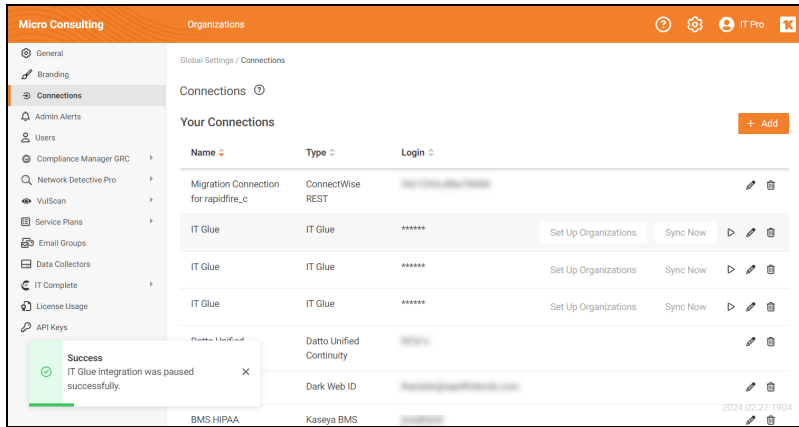 Micro Consulting
Organizations
IT Pro
General
Branding
Connections
Admin Alerts
Users
Compliance Manager GRC
Network Detective Pro
VulScan
Service Plans
Email Groups
Data Collectors
IT Complete
License Usage
API Keys
Global Settings / Connections
Connections
Your Connections
+ Add
Name Type Login
Migration Connection ConnectWise
for rapidfire_c REST
IT Glue IT Glue ****** Set Up Organizations Sync Now
IT Glue IT Glue ****** Set Up Organizations Sync Now
IT Glue IT Glue ****** Set Up Organizations Sync Now
Datto Unified Datto Unified
Continuity
Dark Web ID
BMS HIPAA Kaseya BMS
2024.02.27-1904
Success
IT Glue integration was paused
successfully.